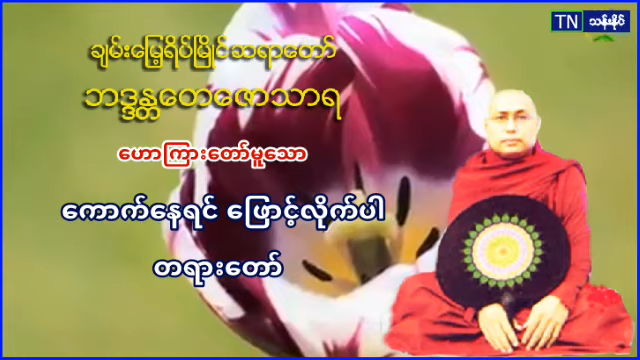 TN သန်းနိုင်
ချမ်းမြေ့ရိပ်မြိုင်ဆရာတော်
ဘဒ္ဒန္တတေဇောသာရ
ဟောကြားတော်မူသော
ကောက်နေရင် ဖြောင့်လိုက်ပါ
တရားတော်